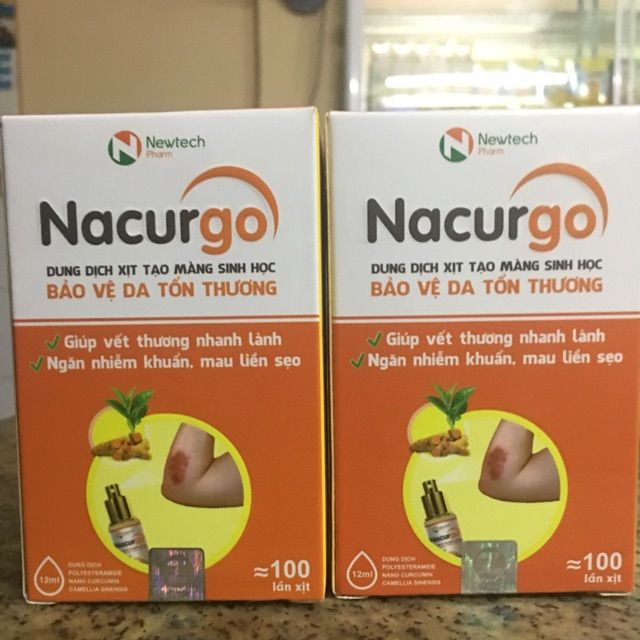 Newtech
Pharm
Nacurgo
DUNG DỊCH XỊT TẠO MÀNG SINH HỌC
BẢO VỆ DA TỔN THƯƠNG
Giúp vết thương nhanh lành
Ngăn nhiễm khuẩn, mau liền sẹo
Nacurgo
12ml
DUNG DỊCH
POLYESTERAMIDE
NANO CURCUMIN
CAMELLIA SINENSIS
≈100
lần xịt
Newtech
Pharm
Nacurgo
DUNG DỊCH XỊT TẠO MÀNG SINH HỌC
BẢO VỆ DA TỔN THƯƠNG
Giúp vết thương nhanh lành
Ngăn nhiễm khuẩn, mau liền sẹo
Nacurgo
12ml
DUNG DỊCH
POLYESTERAMIDE
NANO CURCUMIN
CAMELLIA SINENSIS
≈100
lần xịt